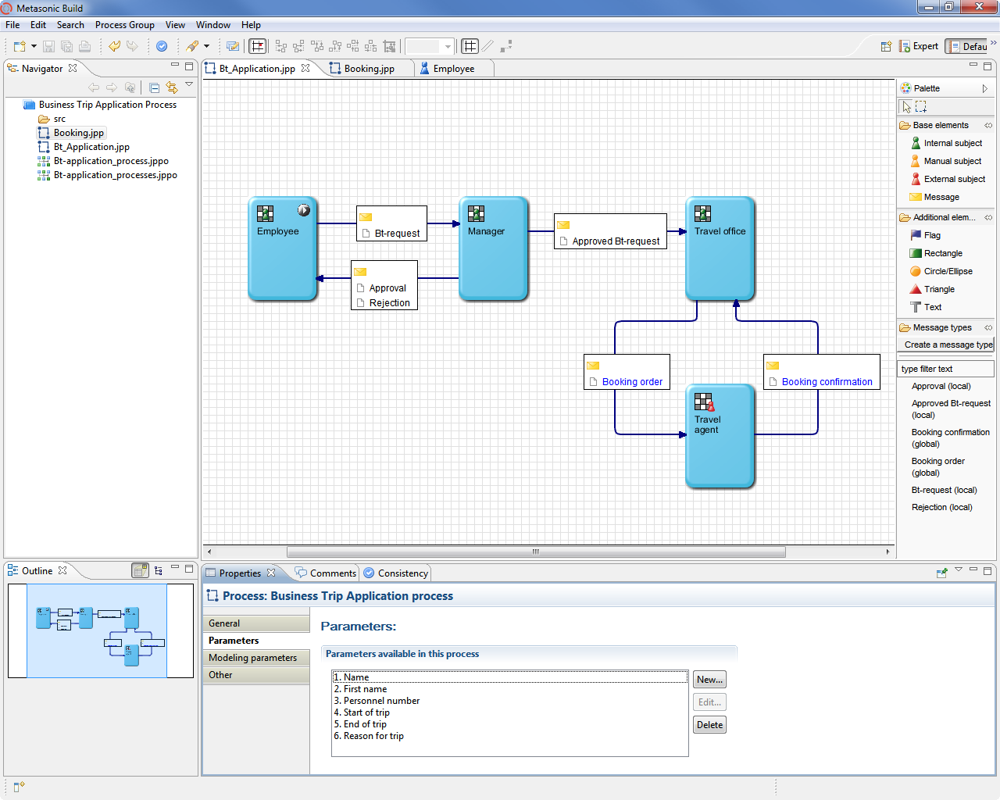 Metasonic Build
File Edit Search Process Group View Window Help
Expert Defau
Navigator
Bt_Application.jpp Booking.jpp Employee
Business Trip Application Process
src
Booking.jpp
Bt_Application.jpp
Bt-application_process.jppo
Bt-application_processes.jppo
Employee
Bt-request
Approval
Rejection
Manager
Approved Bt-request
Travel office
Booking order
Booking confirmation
Travel
agent
Palette
Base elements
Internal subject
Manual subject
External subject
Message
Additional elem...
Flag
Rectangle
Circle/Ellipse
Triangle
Text
Message types
Create a message type
type filter text
Approval (local)
Approved Bt-request
(local)
Booking confirmation
(global)
Booking order
(global)
Bt-request (local)
Rejection (local)
Outline
Properties Comments Consistency
Process: Business Trip Application process
General
Parameters
Modeling parameters
Other
Parameters:
Parameters available in this process
1. Name
2. First name
3. Personnel number
4. Start of trip
5. End of trip
6. Reason for trip
New...
Edit...
Delete